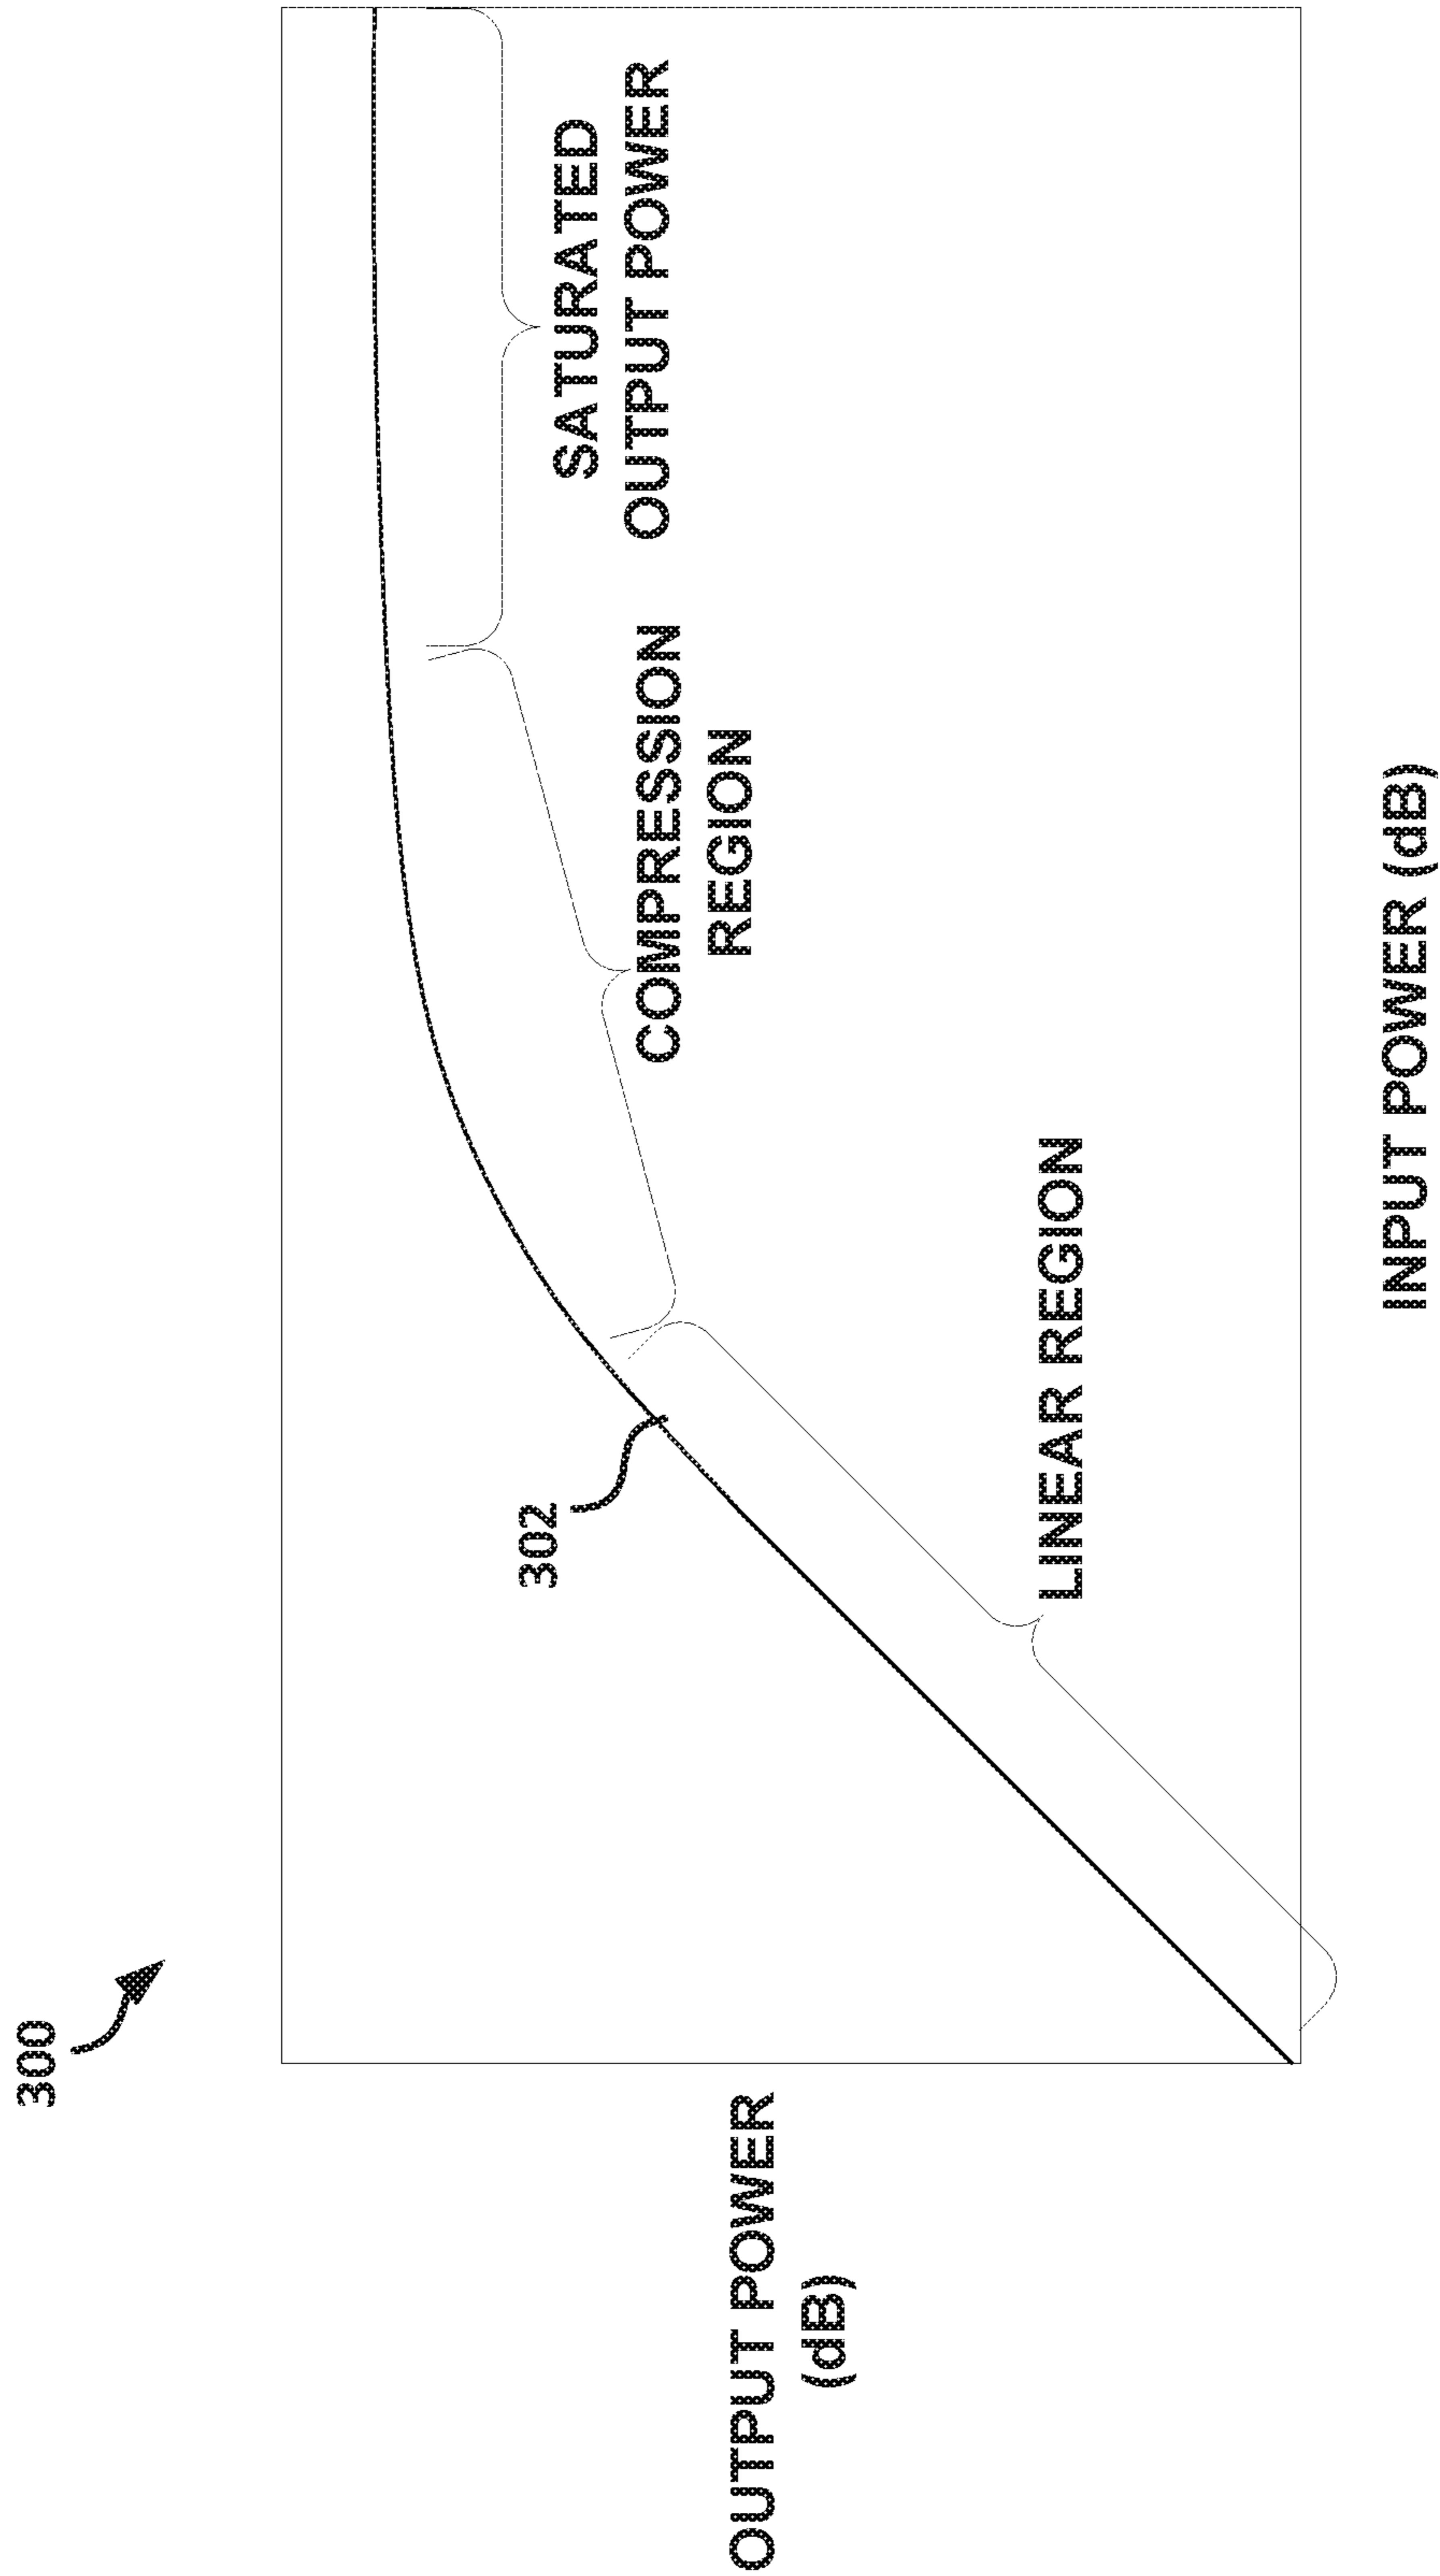 300
302
SATURATED
OUTPUT POWER
COMPRESSION
REGION
LINEAR REGION
OUTPUT POWER
(dB)
INPUT POWER (dB)